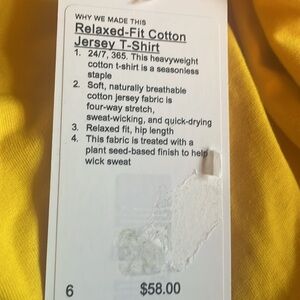 WHY WE MADE THIS
Relaxed-Fit Cotton
Jersey T-Shirt
1. 24/7, 365. This heavyweight
cotton t-shirt is a seasonless
staple
2. Soft, naturally breathable
cotton jersey fabric is
four-way stretch,
sweat-wicking, and quick-drying
3. Relaxed fit, hip length
4. This fabric is treated with a
plant seed-based finish to help
wick sweat
6 $58.00